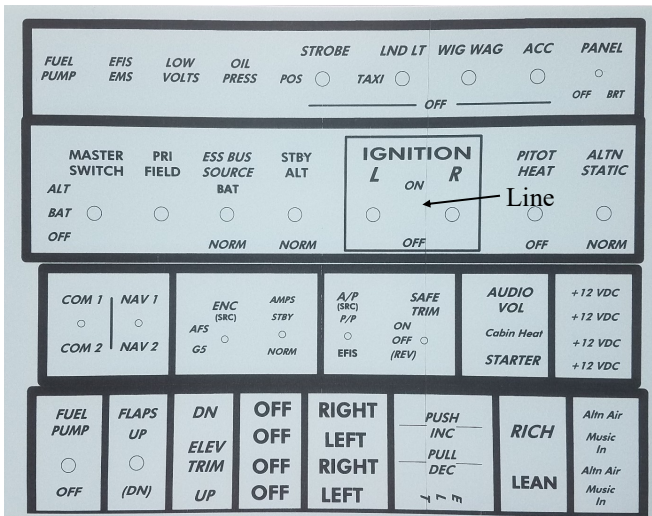 STROBE LND LT WIG WAG ACC PANEL
FUEL PUMP EFIS EMS LOW VOLTS OIL PRESS POS TAXI
OFF BRT
OFF
MASTER SWITCH PRI FIELD ESS BUS SOURCE STBY ALT IGNITION PITOT HEAT ALTN STATIC
ALT BAT L ON R Line
BAT
OFF NORM NORM OFF OFF NORM
COM 1 NAV 1
COM 2 NAV 2
ENC
(SRC)
AFS
G5
AMPS
STBY
NORM
A/P
(SRC)
P/P
EFIS
SAFE
TRIM
ON
OFF
(REV)
AUDIO
VOL
Cabin Heat
STARTER
+12 VDC
+12 VDC
+12 VDC
+12 VDC
FUEL
PUMP
OFF
FLAPS
UP
(DN)
DN
ELEV
TRIM
UP
OFF
OFF
OFF
OFF
RIGHT
LEFT
RIGHT
LEFT
PUSH
INC
PULL
DEC
ELT
RICH
LEAN
Altn Air
Music
In
Altn Air
Music
In